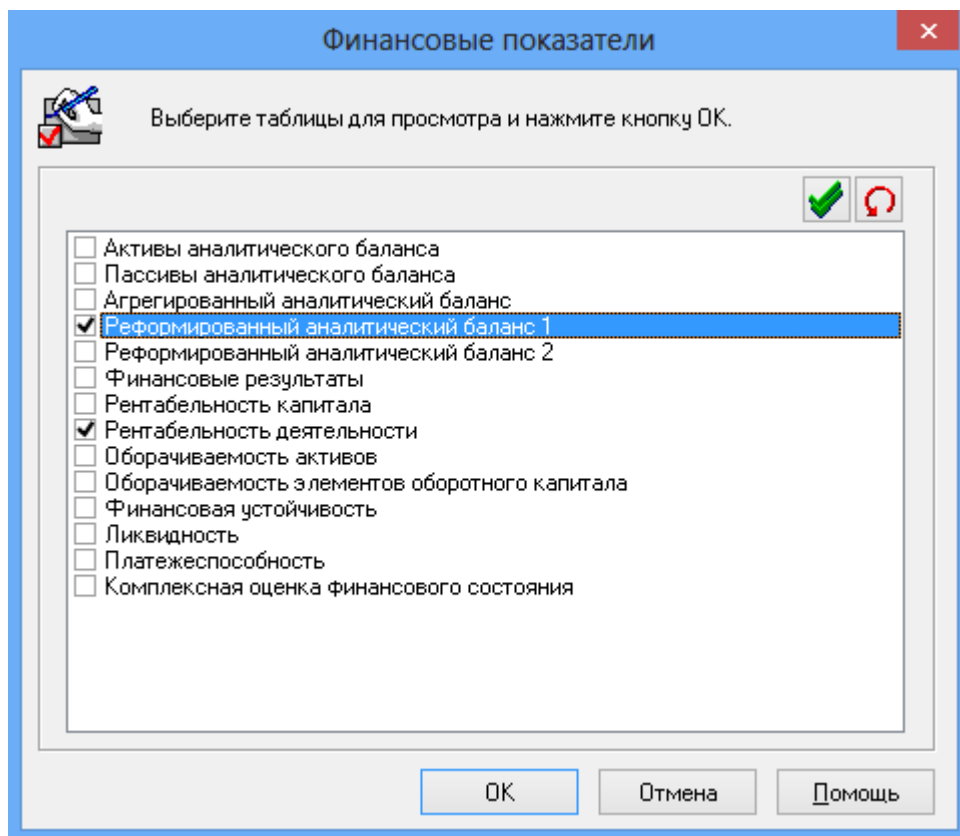 Финансовые показатели
Выберите таблицы для просмотра и нажмите кнопку ОК.
Активы аналитического баланса
Пассивы аналитического баланса
Агрегированный аналитический баланс
Реформированный аналитический баланс 1
Реформированный аналитический баланс 2
Финансовые результаты
Рентабельность капитала
Рентабельность деятельности
Оборачиваемость активов
Оборачиваемость элементов оборотного капитала
Финансовая устойчивость
Ликвидность
Платежеспособность
Комплексная оценка финансового состояния
ОК
Отмена
Помощь